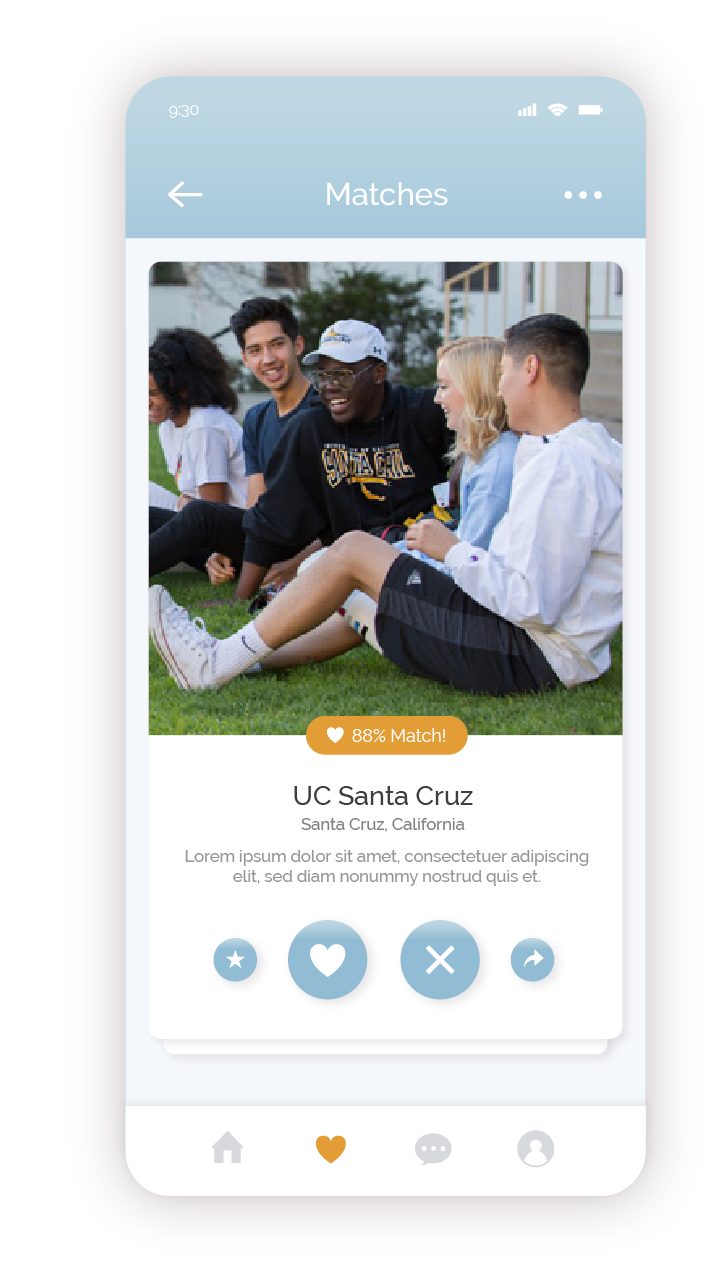 9:30
Matches
88% Match!
UC Santa Cruz
Santa Cruz, California
Lorem ipsum dolor sit amet, consectetuer adipiscing
elit, sed diam nonummy nostrud quis et.